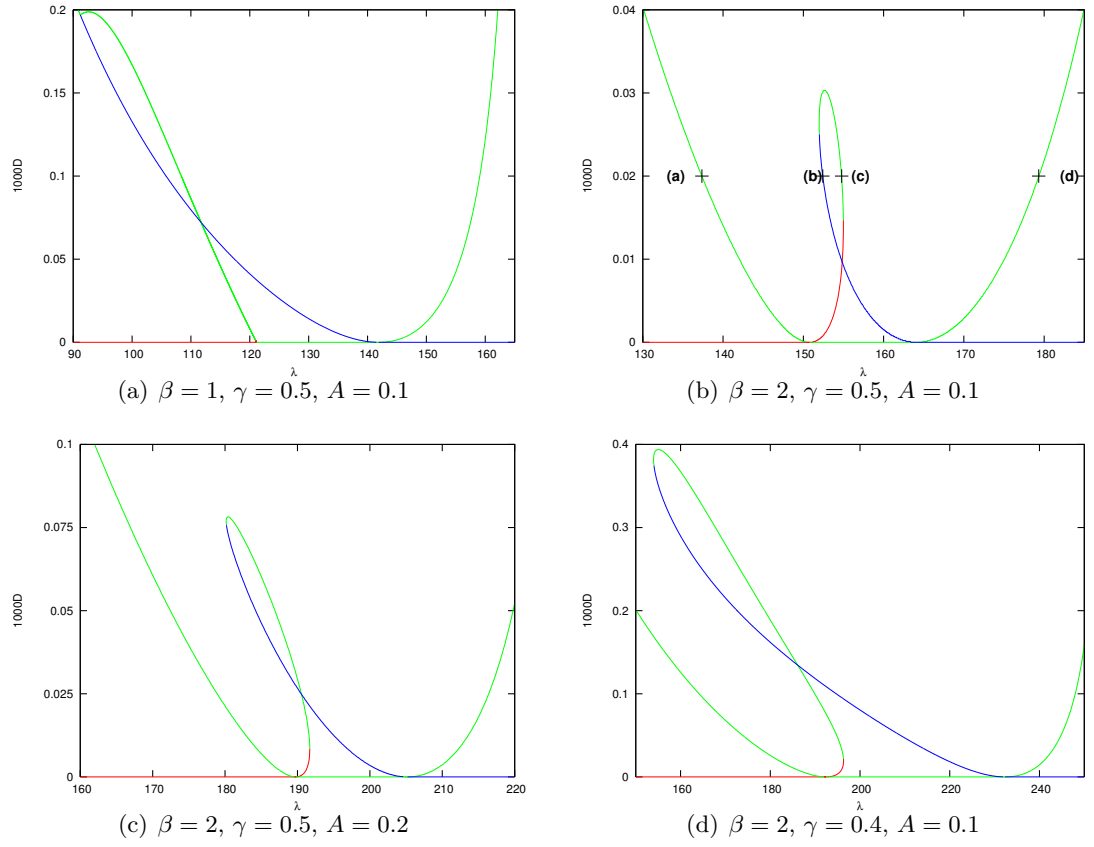 0.2
0.15
0.1
0.05
0
1000D
90 100 110 120 130 140 150 160
λ
(a) β = 1, γ = 0.5, A = 0.1
0.04
0.03
0.02
0.01
0
1000D
(a) (b) (c) (d)
130 140 150 160 170 180
λ
(b) β = 2, γ = 0.5, A = 0.1
0.1
0.075
0.05
0.025
0
1000D
160 170 180 190 200 210 220
λ
(c) β = 2, γ = 0.5, A = 0.2
0.4
0.3
0.2
0.1
0
1000D
160 180 200 220 240
λ
(d) β = 2, γ = 0.4, A = 0.1